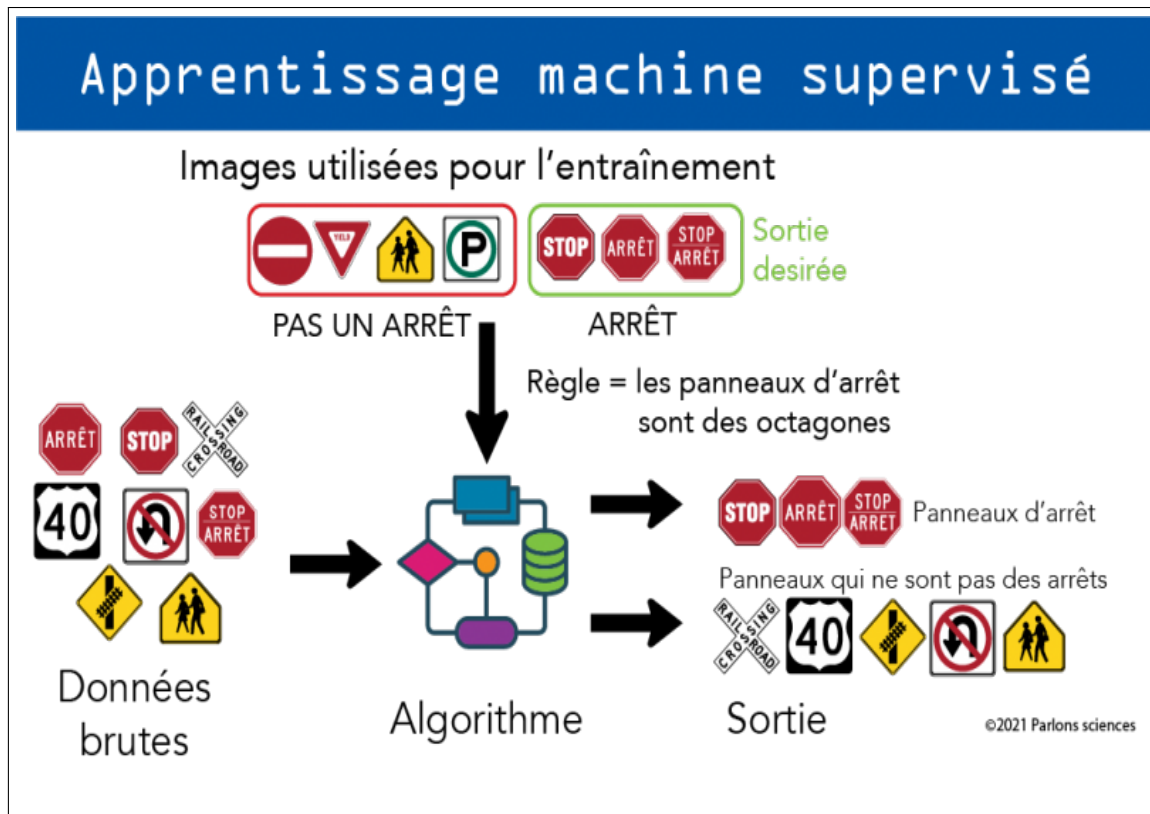 Apprentissage machine supervisé
Images utilisées pour l'entraînement
YIELD
P
STOP
ARRÊT
STOP
ARRÊT
Sortie
desirée
PAS UN ARRÊT
ARRÊT
Règle = les panneaux d'arrêt
sont des octagones
ARRÊT
STOP
RAILROAD
CROSSING
40
STOP
ARRÊT
STOP
ARRÊT
STOP
ARRET
Panneaux d'arrêt
Panneaux qui ne sont pas des arrêts
RAILROAD
CROSSING
40
Données
brutes
Algorithme
Sortie
©2021 Parlons sciences